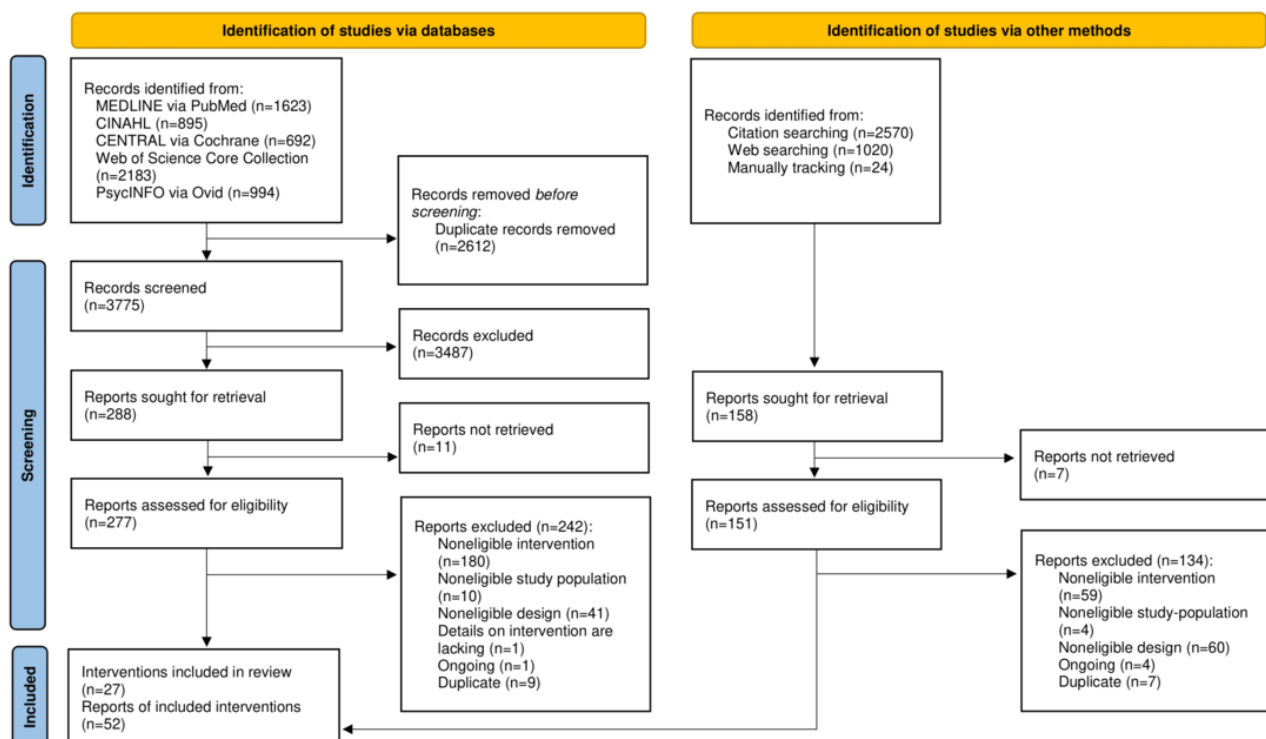 Identification of studies via databases
Identification of studies via other methods
Identification
Records identified from:
MEDLINE via PubMed (n=1623)
CINAHL (n=895)
CENTRAL via Cochrane (n=692)
Web of Science Core Collection
(n=2183)
PsycINFO via Ovid (n=994)
Records removed before
screening:
Duplicate records removed
(n=2612)
Records identified from:
Citation searching (n=2570)
Web searching (n=1020)
Manually tracking (n=24)
Screening
Records screened
(n=3775)
Records excluded
(n=3487)
Reports sought for retrieval
(n=288)
Reports not retrieved
(n=11)
Reports sought for retrieval
(n=158)
Reports not retrieved
(n=7)
Reports assessed for eligibility
(n=277)
Reports excluded (n=242):
Noneligible intervention
(n=180)
Noneligible study population
(n=10)
Noneligible design (n=41)
Details on intervention are
lacking (n=1)
Ongoing (n=1)
Duplicate (n=9)
Reports assessed for eligibility
(n=151)
Reports excluded (n=134):
Noneligible intervention
(n=59)
Noneligible study-population
(n=4)
Noneligible design (n=60)
Ongoing (n=4)
Duplicate (n=7)
Included
Interventions included in review
(n=27)
Reports of included interventions
(n=52)